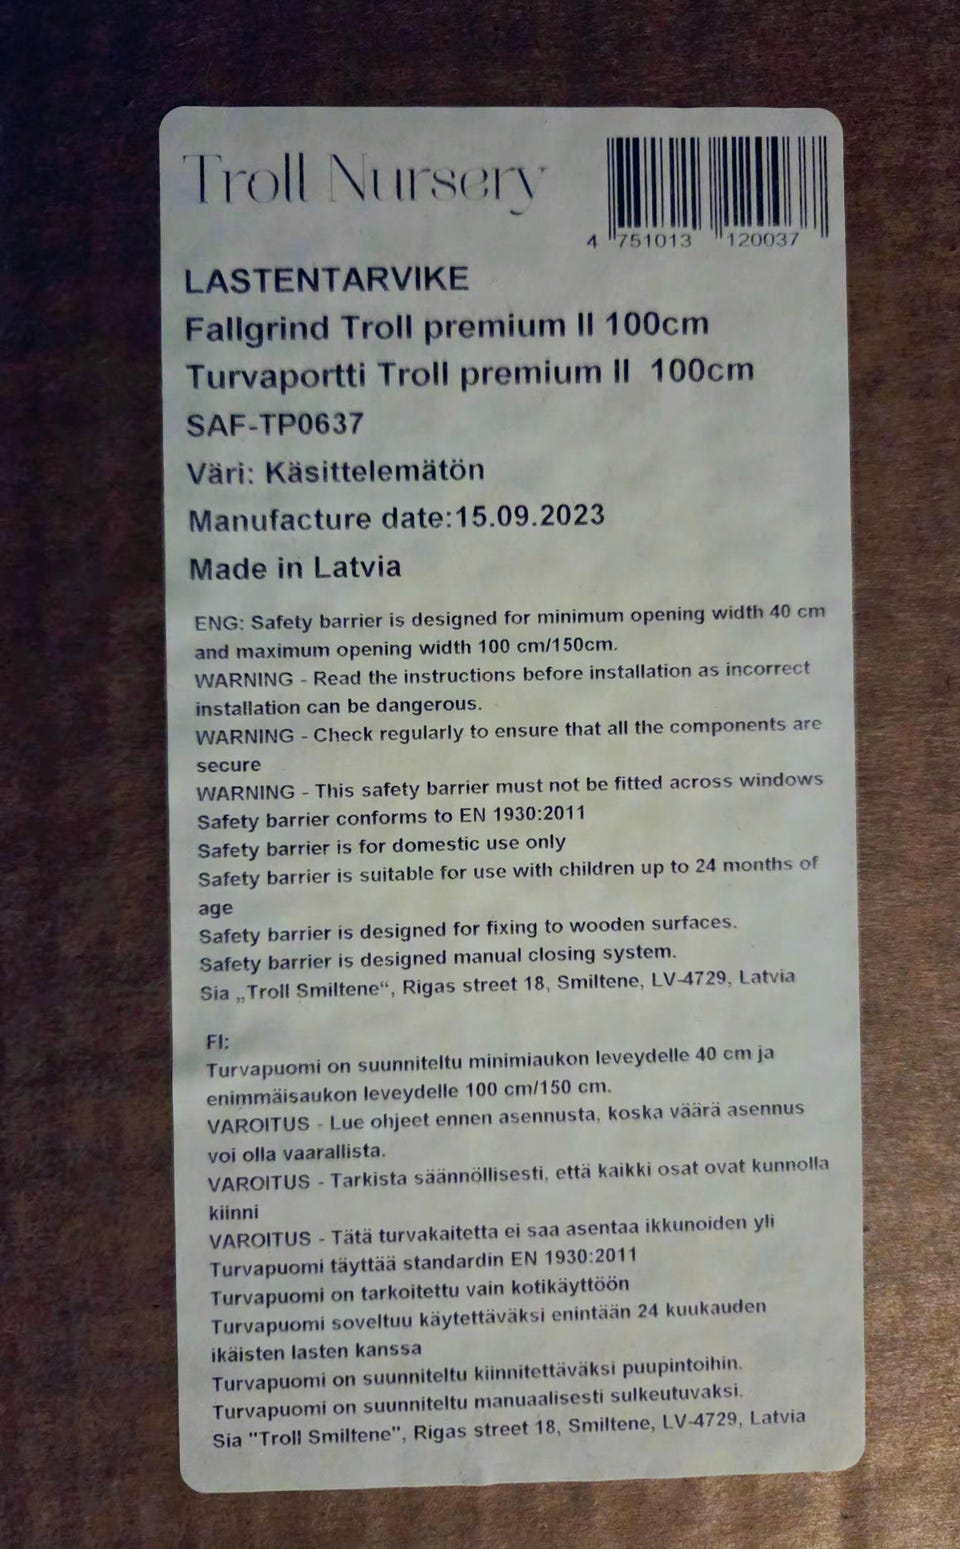 Troll Nursery
4 751013 120037
LASTENTARVIKE
Fallgrind Troll premium II 100cm
Turvaportti Troll premium II 100cm
SAF-TP0637
Väri: Käsittelemätön
Manufacture date:15.09.2023
Made in Latvia
ENG: Safety barrier is designed for minimum opening width 40 cm
and maximum opening width 100 cm/150cm.
WARNING - Read the instructions before installation as incorrect
installation can be dangerous.
WARNING - Check regularly to ensure that all the components are
secure
WARNING - This safety barrier must not be fitted across windows
Safety barrier conforms to EN 1930:2011
Safety barrier is for domestic use only
Safety barrier is suitable for use with children up to 24 months of
age
Safety barrier is designed for fixing to wooden surfaces.
Safety barrier is designed manual closing system.
Sia „Troll Smiltene“, Rigas street 18, Smiltene, LV-4729, Latvia
FI:
Turvapuomi on suunniteltu minimiaukon leveydelle 40 cm ja
enimmäisaukon leveydelle 100 cm/150 cm.
VAROITUS - Lue ohjeet ennen asennusta, koska väärä asennus
voi olla vaarallista.
VAROITUS - Tarkista säännöllisesti, että kaikki osat ovat kunnolla
kiinni
VAROITUS - Tätä turvakaitetta ei saa asentaa ikkunoiden yli
Turvapuomi täyttää standardin EN 1930:2011
Turvapuomi on tarkoitettu vain kotikäyttöön
Turvapuomi soveltuu käytettäväksi enintään 24 kuukauden
ikäisten lasten kanssa
Turvapuomi on suunniteltu kiinnitettäväksi puupintoihin.
Turvapuomi on suunniteltu manuaalisesti sulkeutuvaksi.
Sia "Troll Smiltene", Rigas street 18, Smiltene, LV-4729, Latvia